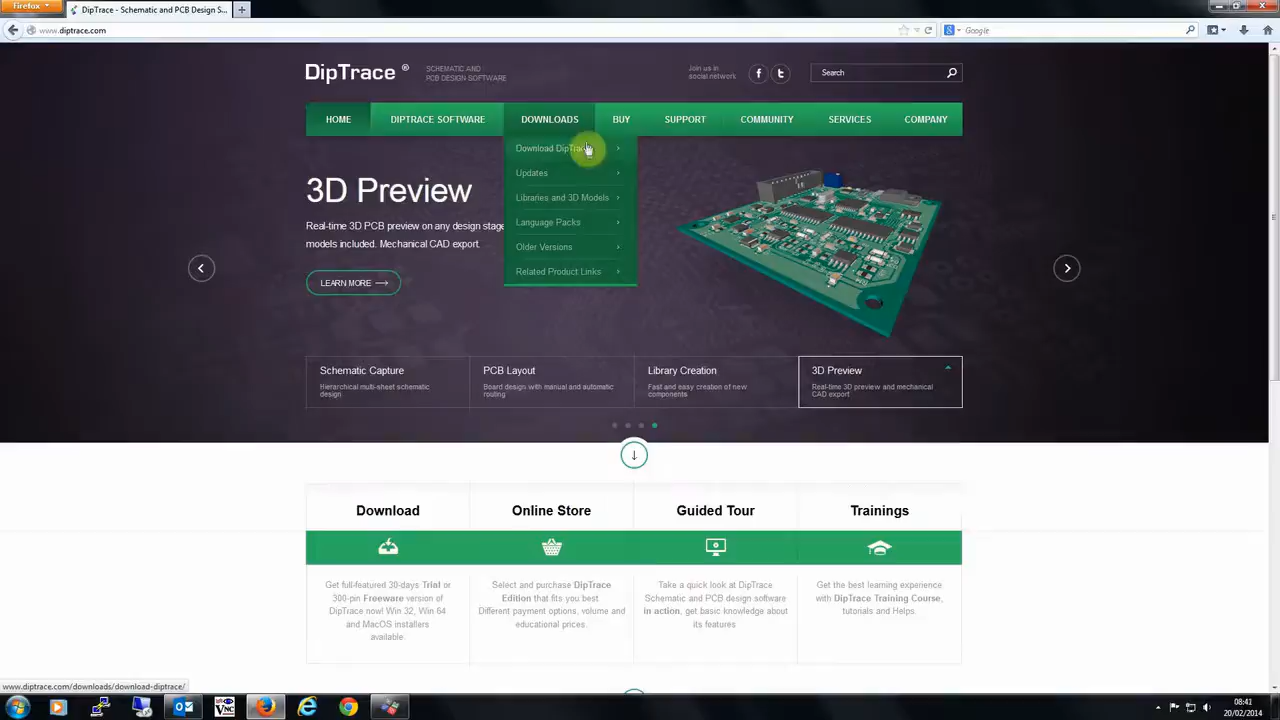 Firefox
DipTrace - Schematic and PCB Design S...
www.diptrace.com
Google
DipTrace ®
SCHEMATIC AND
PCB DESIGN SOFTWARE
Join us in
social network
Search
HOME
DIPTRACE SOFTWARE
DOWNLOADS
BUY
SUPPORT
COMMUNITY
SERVICES
COMPANY
Download DipTrace
Updates
Libraries and 3D Models
Language Packs
Older Versions
Related Product Links
3D Preview
Real-time 3D PCB preview on any design stage
models included. Mechanical CAD export.
LEARN MORE
Schematic Capture
Hierarchical multi-sheet schematic
design
PCB Layout
Board design with manual and automatic
routing
Library Creation
Fast and easy creation of new
components
3D Preview
Real-time 3D preview and mechanical
CAD export
Download
Get full-featured 30-days Trial or
300-pin Freeware version of
DipTrace now! Win 32, Win 64
and MacOS installers
available.
Online Store
Select and purchase DipTrace
Edition that fits you best.
Different payment options, volume and
educational prices.
Guided Tour
Take a quick look at DipTrace
Schematic and PCB design software
in action, get basic knowledge about
its features
Trainings
Get the best learning experience
with DipTrace Training Course,
tutorials and Helps.
www.diptrace.com/downloads/download-diptrace/
08:41
20/02/2014